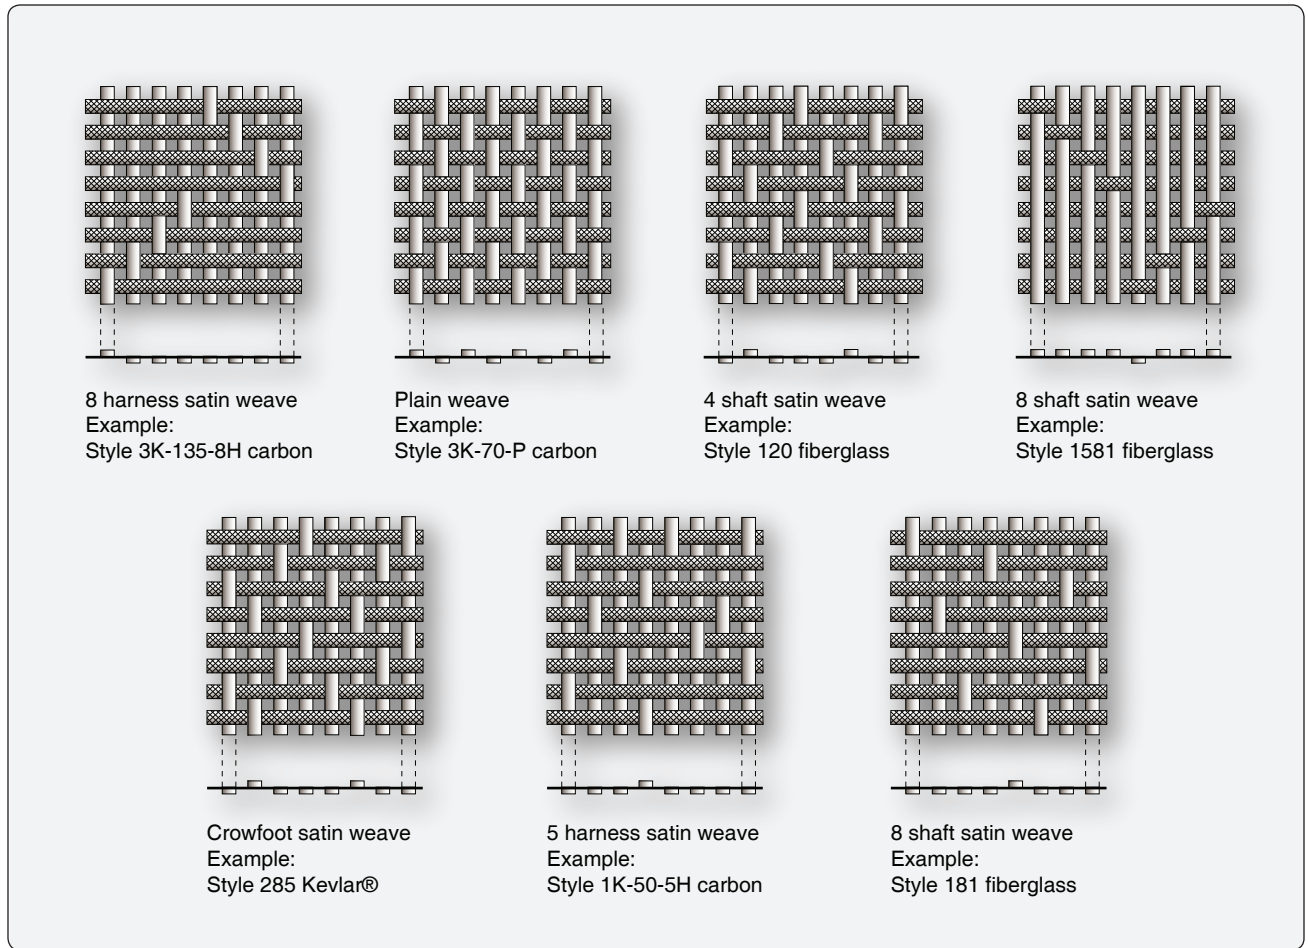 8 harness satin weave
Example:
Style 3K-135-8H carbon
Plain weave
Example:
Style 3K-70-P carbon
4 shaft satin weave
Example:
Style 120 fiberglass
8 shaft satin weave
Example:
Style 1581 fiberglass
Crowfoot satin weave
Example:
Style 285 Kevlar®
5 harness satin weave
Example:
Style 1K-50-5H carbon
8 shaft satin weave
Example:
Style 181 fiberglass